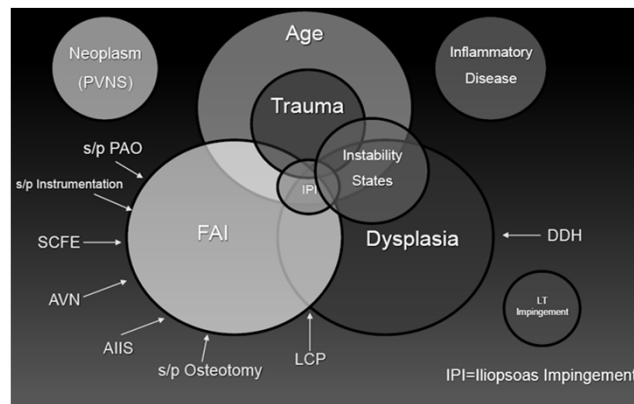 Age
Neoplasm
(PVNS)
Inflammatory
Disease
Trauma
s/p PAO
Instability
States
s/p Instrumentation
IPI
FAI
Dysplasia
SCFE
DDH
AVN
LT
Impingement
AIIS
LCP
s/p Osteotomy
IPI=Iliopsoas Impingement